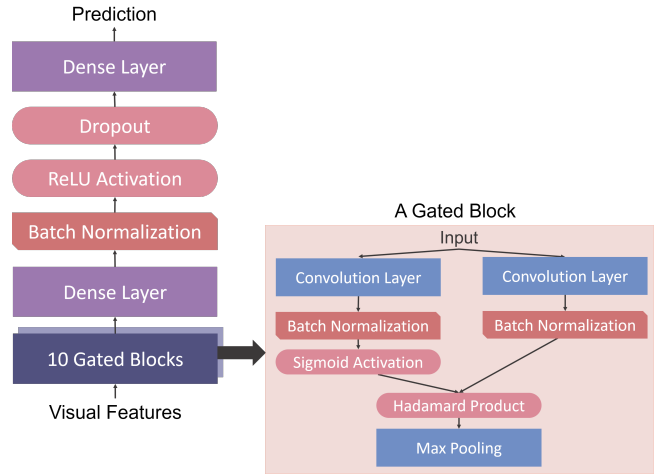 Prediction
Dense Layer
Dropout
ReLU Activation
Batch Normalization
Dense Layer
10 Gated Blocks
Visual Features
A Gated Block
Input
Convolution Layer
Convolution Layer
Batch Normalization
Batch Normalization
Sigmoid Activation
Hadamard Product
Max Pooling